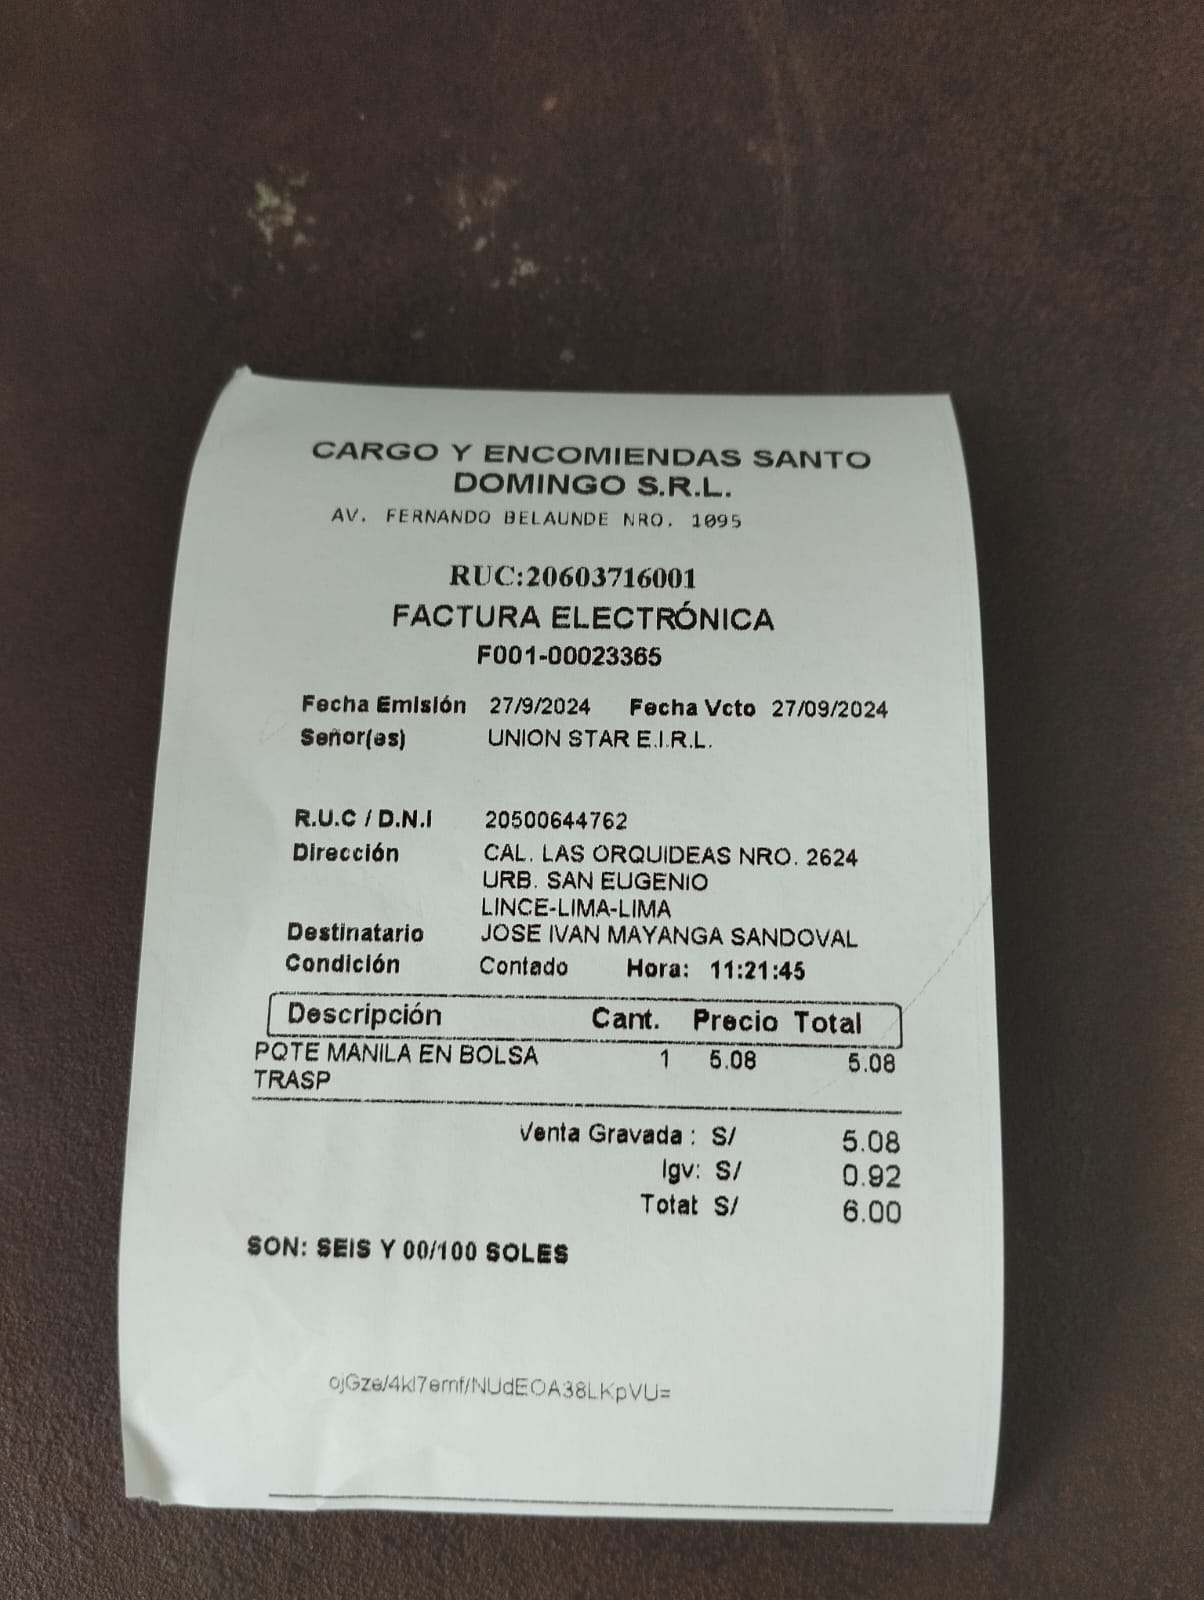 CARGO Y ENCOMIENDAS SANTO
DOMINGO S.R.L.
AV. FERNANDO BELAUNDE NRO. 1095
RUC:20603716001
FACTURA ELECTRÓNICA
F001-00023365
Fecha Emisión 27/9/2024 Fecha Vcto 27/09/2024
Señor(es) UNION STAR E.I.R.L.
R.U.C / D.N.I 20500644762
Dirección CAL. LAS ORQUIDEAS NRO. 2624
URB. SAN EUGENIO
LINCE-LIMA-LIMA
Destinatario JOSE IVAN MAYANGA SANDOVAL
Condición Contado Hora: 11:21:45
Descripción Cant. Precio Total
PQTE MANILA EN BOLSA 1 5.08 5.08
TRASP
Venta Gravada : S/ 5.08
Igv: S/ 0.92
Total S/ 6.00
SON: SEIS Y 00/100 SOLES